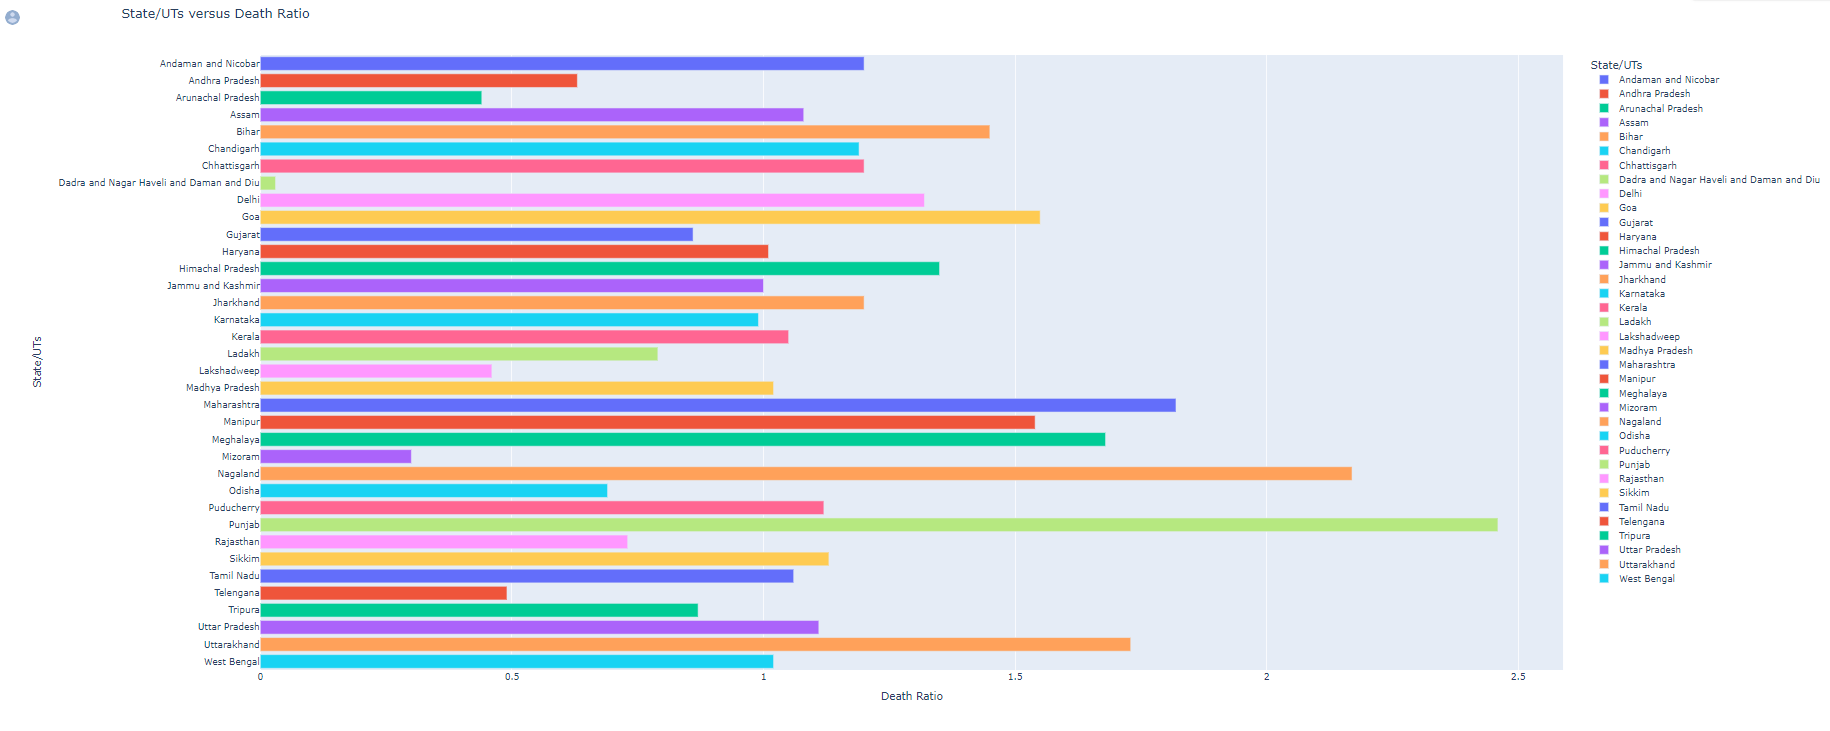 State/UTs versus Death Ratio
State/UTs
Andaman and Nicobar
Andhra Pradesh
Arunachal Pradesh
Assam
Bihar
Chandigarh
Chhattisgarh
Dadra and Nagar Haveli and Daman and Diu
Delhi
Goa
Gujarat
Haryana
Himachal Pradesh
Jammu and Kashmir
Jharkhand
Karnataka
Kerala
Ladakh
Lakshadweep
Madhya Pradesh
Maharashtra
Manipur
Meghalaya
Mizoram
Nagaland
Odisha
Puducherry
Punjab
Rajasthan
Sikkim
Tamil Nadu
Telengana
Tripura
Uttar Pradesh
Uttarakhand
West Bengal
0 0.5 1 1.5 2 2.5
Death Ratio
State/UTs
Andaman and Nicobar
Andhra Pradesh
Arunachal Pradesh
Assam
Bihar
Chandigarh
Chhattisgarh
Dadra and Nagar Haveli and Daman and Diu
Delhi
Goa
Gujarat
Haryana
Himachal Pradesh
Jammu and Kashmir
Jharkhand
Karnataka
Kerala
Ladakh
Lakshadweep
Madhya Pradesh
Maharashtra
Manipur
Meghalaya
Mizoram
Nagaland
Odisha
Puducherry
Punjab
Rajasthan
Sikkim
Tamil Nadu
Telengana
Tripura
Uttar Pradesh
Uttarakhand
West Bengal